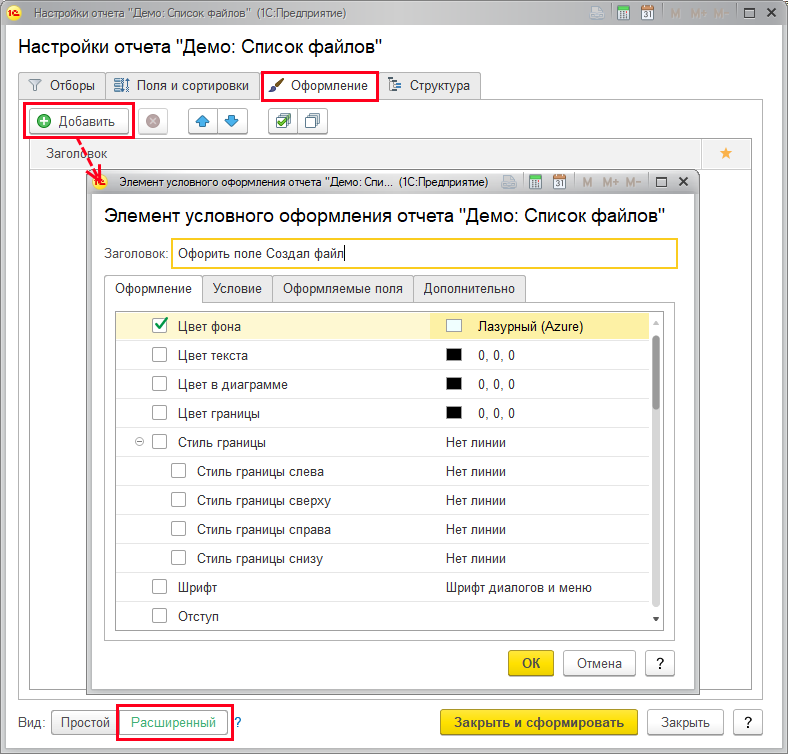 Настройки отчета "Демо: Список файлов" (1С:Предприятие)
M M+ M-
Настройки отчета "Демо: Список файлов"
Отборы Поля и сортировки Оформление Структура
Добавить
Заголовок
Элемент условного оформления отчета "Демо: Спи... (1С:Предприятие)
M M+ M-
Элемент условного оформления отчета "Демо: Список файлов"
Заголовок: Офорить поле Создал файл
Оформление Условие Оформляемые поля Дополнительно
Цвет фона Лазурный (Azure)
Цвет текста 0, 0, 0
Цвет в диаграмме 0, 0, 0
Цвет границы 0, 0, 0
Стиль границы Нет линии
Стиль границы слева Нет линии
Стиль границы сверху Нет линии
Стиль границы справа Нет линии
Стиль границы снизу Нет линии
Шрифт Шрифт диалогов и меню
Отступ
ОК Отмена ?
Вид: Простой Расширенный ? Закрыть и сформировать Закрыть ?